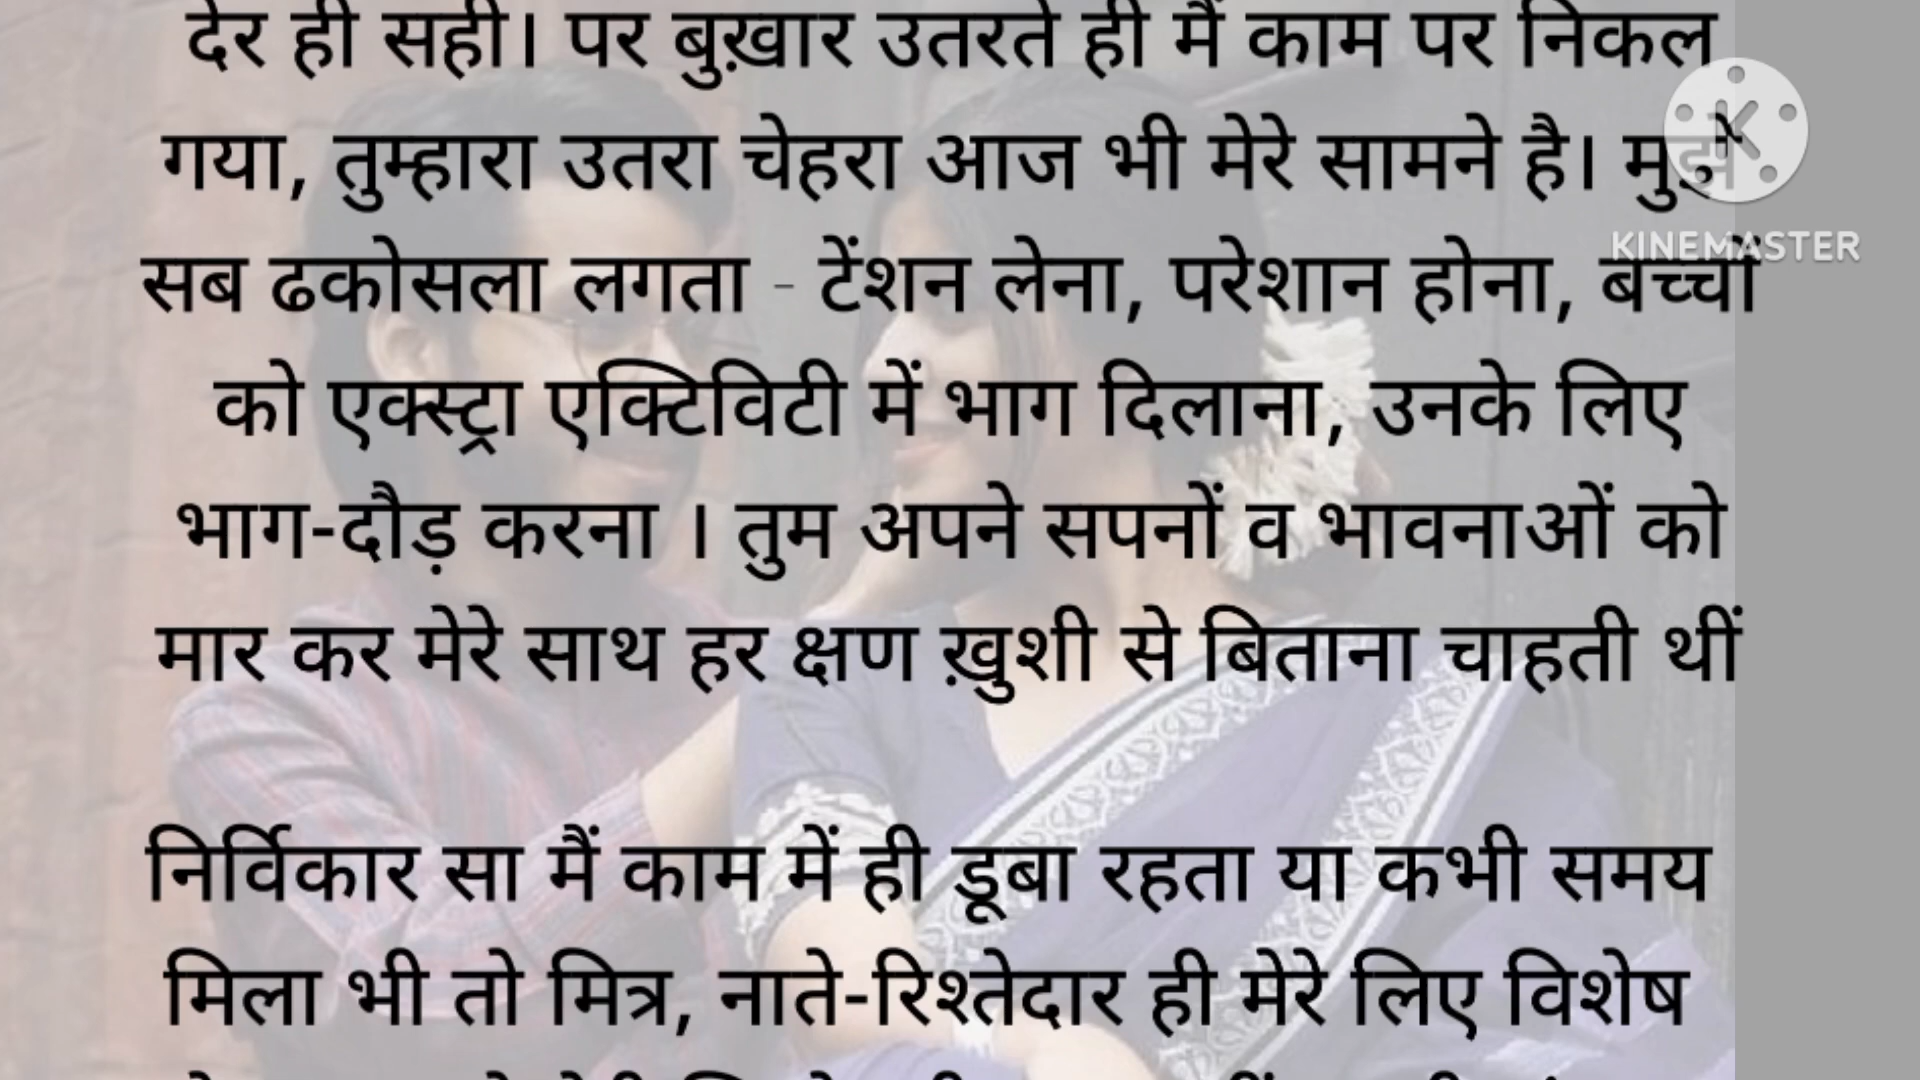 देर ही सही। पर बुख़ार उतरते ही मैं काम पर निकल
गया, तुम्हारा उतरा चेहरा आज भी मेरे सामने है। मुझे
KINEMASTER
सब ढकोसला लगता - टेंशन लेना, परेशान होना, बच्चों
को एक्स्ट्रा एक्टिविटी में भाग दिलाना, उनके लिए
भाग-दौड़ करना । तुम अपने सपनों व भावनाओं को
मार कर मेरे साथ हर क्षण ख़ुशी से बिताना चाहती थीं
निर्विकार सा मैं काम में ही डूबा रहता या कभी समय
मिला भी तो मित्र, नाते-रिश्तेदार ही मेरे लिए विशेष